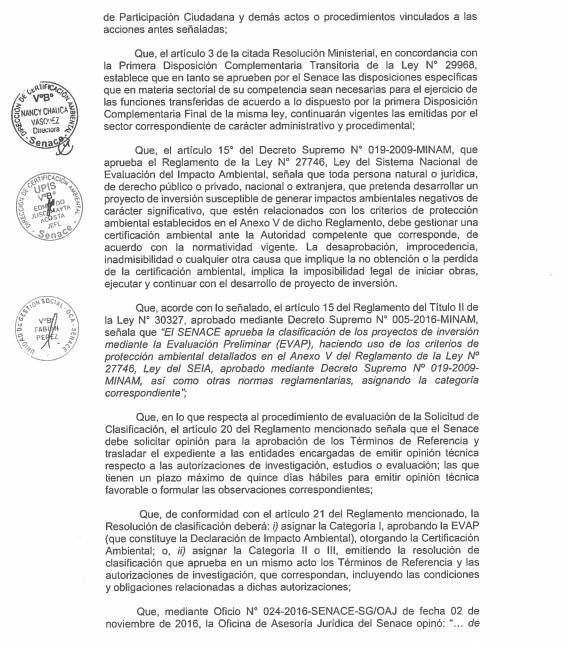 de Participación Ciudadana y demás actos o procedimientos vinculados a las
acciones antes señaladas;
Que, el artículo 3 de la citada Resolución Ministerial, en concordancia con
la Primera Disposición Complementaria Transitoria de la Ley N° 29968,
establece que en tanto se aprueben por el Senace las disposiciones específicas
que en materia sectorial de su competencia sean necesarias para el ejercicio de
las funciones transferidas de acuerdo a lo dispuesto por la primera Disposición
Complementaria Final de la misma ley, continuarán vigentes las emitidas por el
sector correspondiente de carácter administrativo y procedimental;
DIRECCIÓN DE CERTIFICACIÓN AMBIENTAL
VºBº
NANCY CHAUCA
VÁSQUEZ
Directora
- Senace -
Que, el artículo 15° del Decreto Supremo N° 019-2009-MINAM, que
aprueba el Reglamento de la Ley N° 27746, Ley del Sistema Nacional de
Evaluación del Impacto Ambiental, señala que toda persona natural o jurídica,
de derecho público o privado, nacional o extranjera, que pretenda desarrollar un
proyecto de inversión susceptible de generar impactos ambientales negativos de
carácter significativo, que estén relacionados con los criterios de protección
ambiental establecidos en el Anexo V de dicho Reglamento, debe gestionar una
certificación ambiental ante la Autoridad competente que corresponde, de
acuerdo con la normatividad vigente. La desaprobación, improcedencia,
inadmisibilidad o cualquier otra causa que implique la no obtención o la perdida
de la certificación ambiental, implica la imposibilidad legal de iniciar obras,
ejecutar y continuar con el desarrollo de proyecto de inversión.
DIRECCIÓN DE CERTIFICACIÓN AMBIENTAL
UPIS
VºBº
ACOSTA
JEFE
- Senace -
Que, acorde con lo señalado, el artículo 15 del Reglamento del Título II de
la Ley N° 30327, aprobado mediante Decreto Supremo N° 005-2016-MINAM,
señala que "El SENACE aprueba la clasificación de los proyectos de inversión
mediante la Evaluación Preliminar (EVAP), haciendo uso de los criterios de
protección ambiental detallados en el Anexo V del Reglamento de la Ley Nº
27746, Ley del SEIA, aprobado mediante Decreto Supremo Nº 019-2009-
MINAM, así como otras normas reglamentarias, asignando la categoría
correspondiente";
UNIDAD DE GESTIÓN SOCIAL - DCA - SENACE
VºBº
FABIÁN
PEREZ
Que, en lo que respecta al procedimiento de evaluación de la Solicitud de
Clasificación, el artículo 20 del Reglamento mencionado señala que el Senace
debe solicitar opinión para la aprobación de los Términos de Referencia y
trasladar el expediente a las entidades encargadas de emitir opinión técnica
respecto a las autorizaciones de investigación, estudios o evaluación; las que
tienen un plazo máximo de quince días hábiles para emitir opinión técnica
favorable o formular las observaciones correspondientes;
Que, de conformidad con el artículo 21 del Reglamento mencionado, la
Resolución de clasificación deberá: i) asignar la Categoría I, aprobando la EVAP
(que constituye la Declaración de Impacto Ambiental), otorgando la Certificación
Ambiental; o, ii) asignar la Categoría II o III, emitiendo la resolución de
clasificación que aprueba en un mismo acto los Términos de Referencia y las
autorizaciones de investigación, que correspondan, incluyendo las condiciones
y obligaciones relacionadas a dichas autorizaciones;
Que, mediante Oficio N° 024-2016-SENACE-SG/OAJ de fecha 02 de
noviembre de 2016, la Oficina de Asesoría Jurídica del Senace opinó: "... de